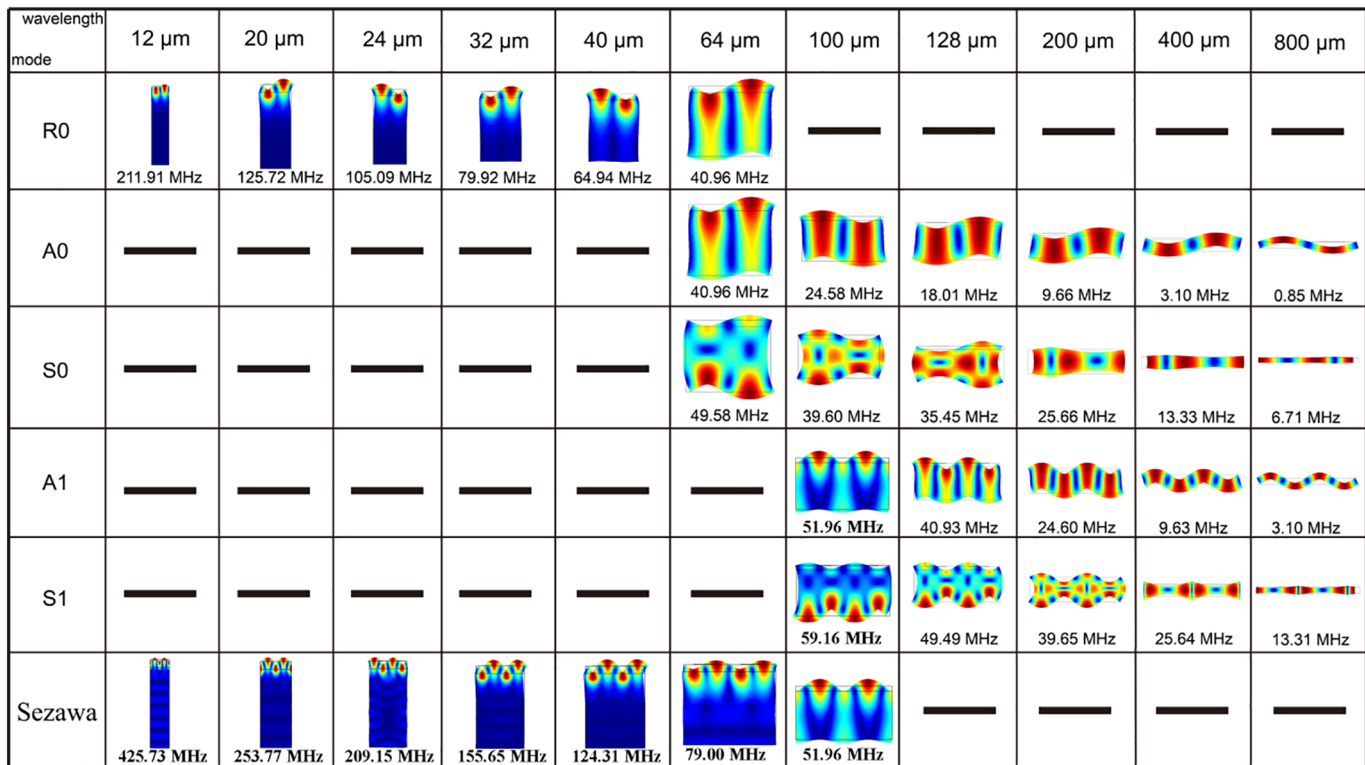 wavelength
mode
12 μm 20 μm 24 μm 32 μm 40 μm 64 μm 100 μm 128 μm 200 μm 400 μm 800 μm
R0
211.91 MHz 125.72 MHz 105.09 MHz 79.92 MHz 64.94 MHz 40.96 MHz
A0
40.96 MHz 24.58 MHz 18.01 MHz 9.66 MHz 3.10 MHz 0.85 MHz
S0
49.58 MHz 39.60 MHz 35.45 MHz 25.66 MHz 13.33 MHz 6.71 MHz
A1
51.96 MHz 40.93 MHz 24.60 MHz 9.63 MHz 3.10 MHz
S1
59.16 MHz 49.49 MHz 39.65 MHz 25.64 MHz 13.31 MHz
Sezawa
425.73 MHz 253.77 MHz 209.15 MHz 155.65 MHz 124.31 MHz 79.00 MHz 51.96 MHz